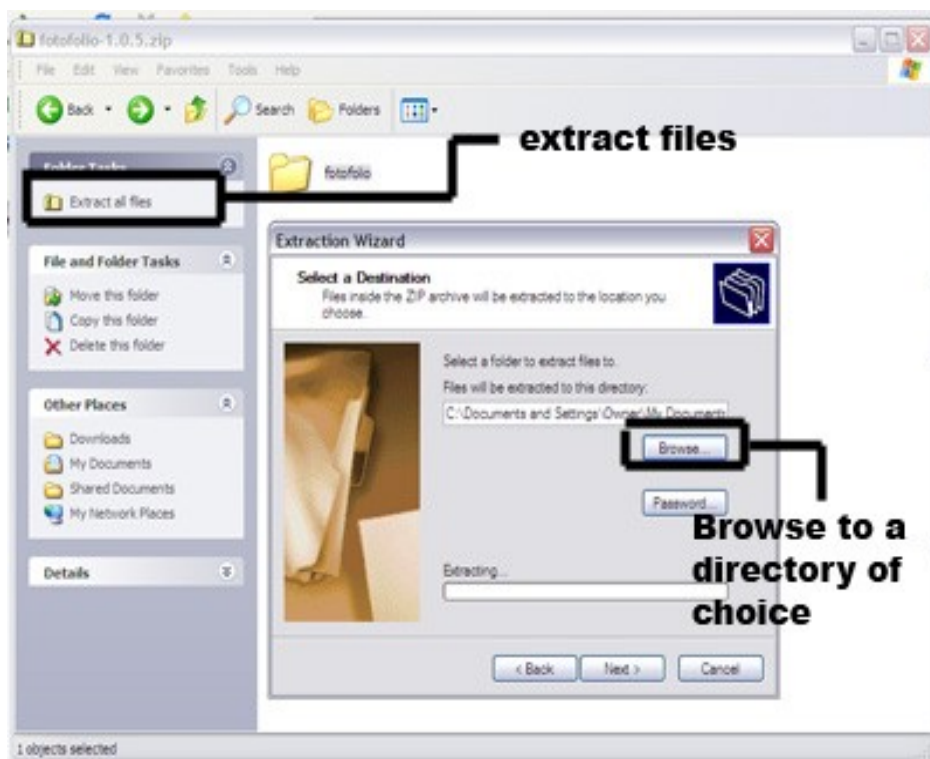 fotofolio-1.0.5.zip
File Edit View Favorites Tools Help
Back Search Folders
extract files
Folder Tasks
fotofolio
Extract all files
Extraction Wizard
File and Folder Tasks
Select a Destination
Files inside the ZIP archive will be extracted to the location you
choose.
Move this folder
Copy this folder
Delete this folder
Select a folder to extract files to.
Files will be extracted to this directory:
Other Places
C:\Documents and Settings\Owner\My Documents
Downloads
Browse...
My Documents
Shared Documents
Password...
My Network Places
Browse to a
directory of
choice
Details
Extracting...
< Back Next > Cancel
1 objects selected